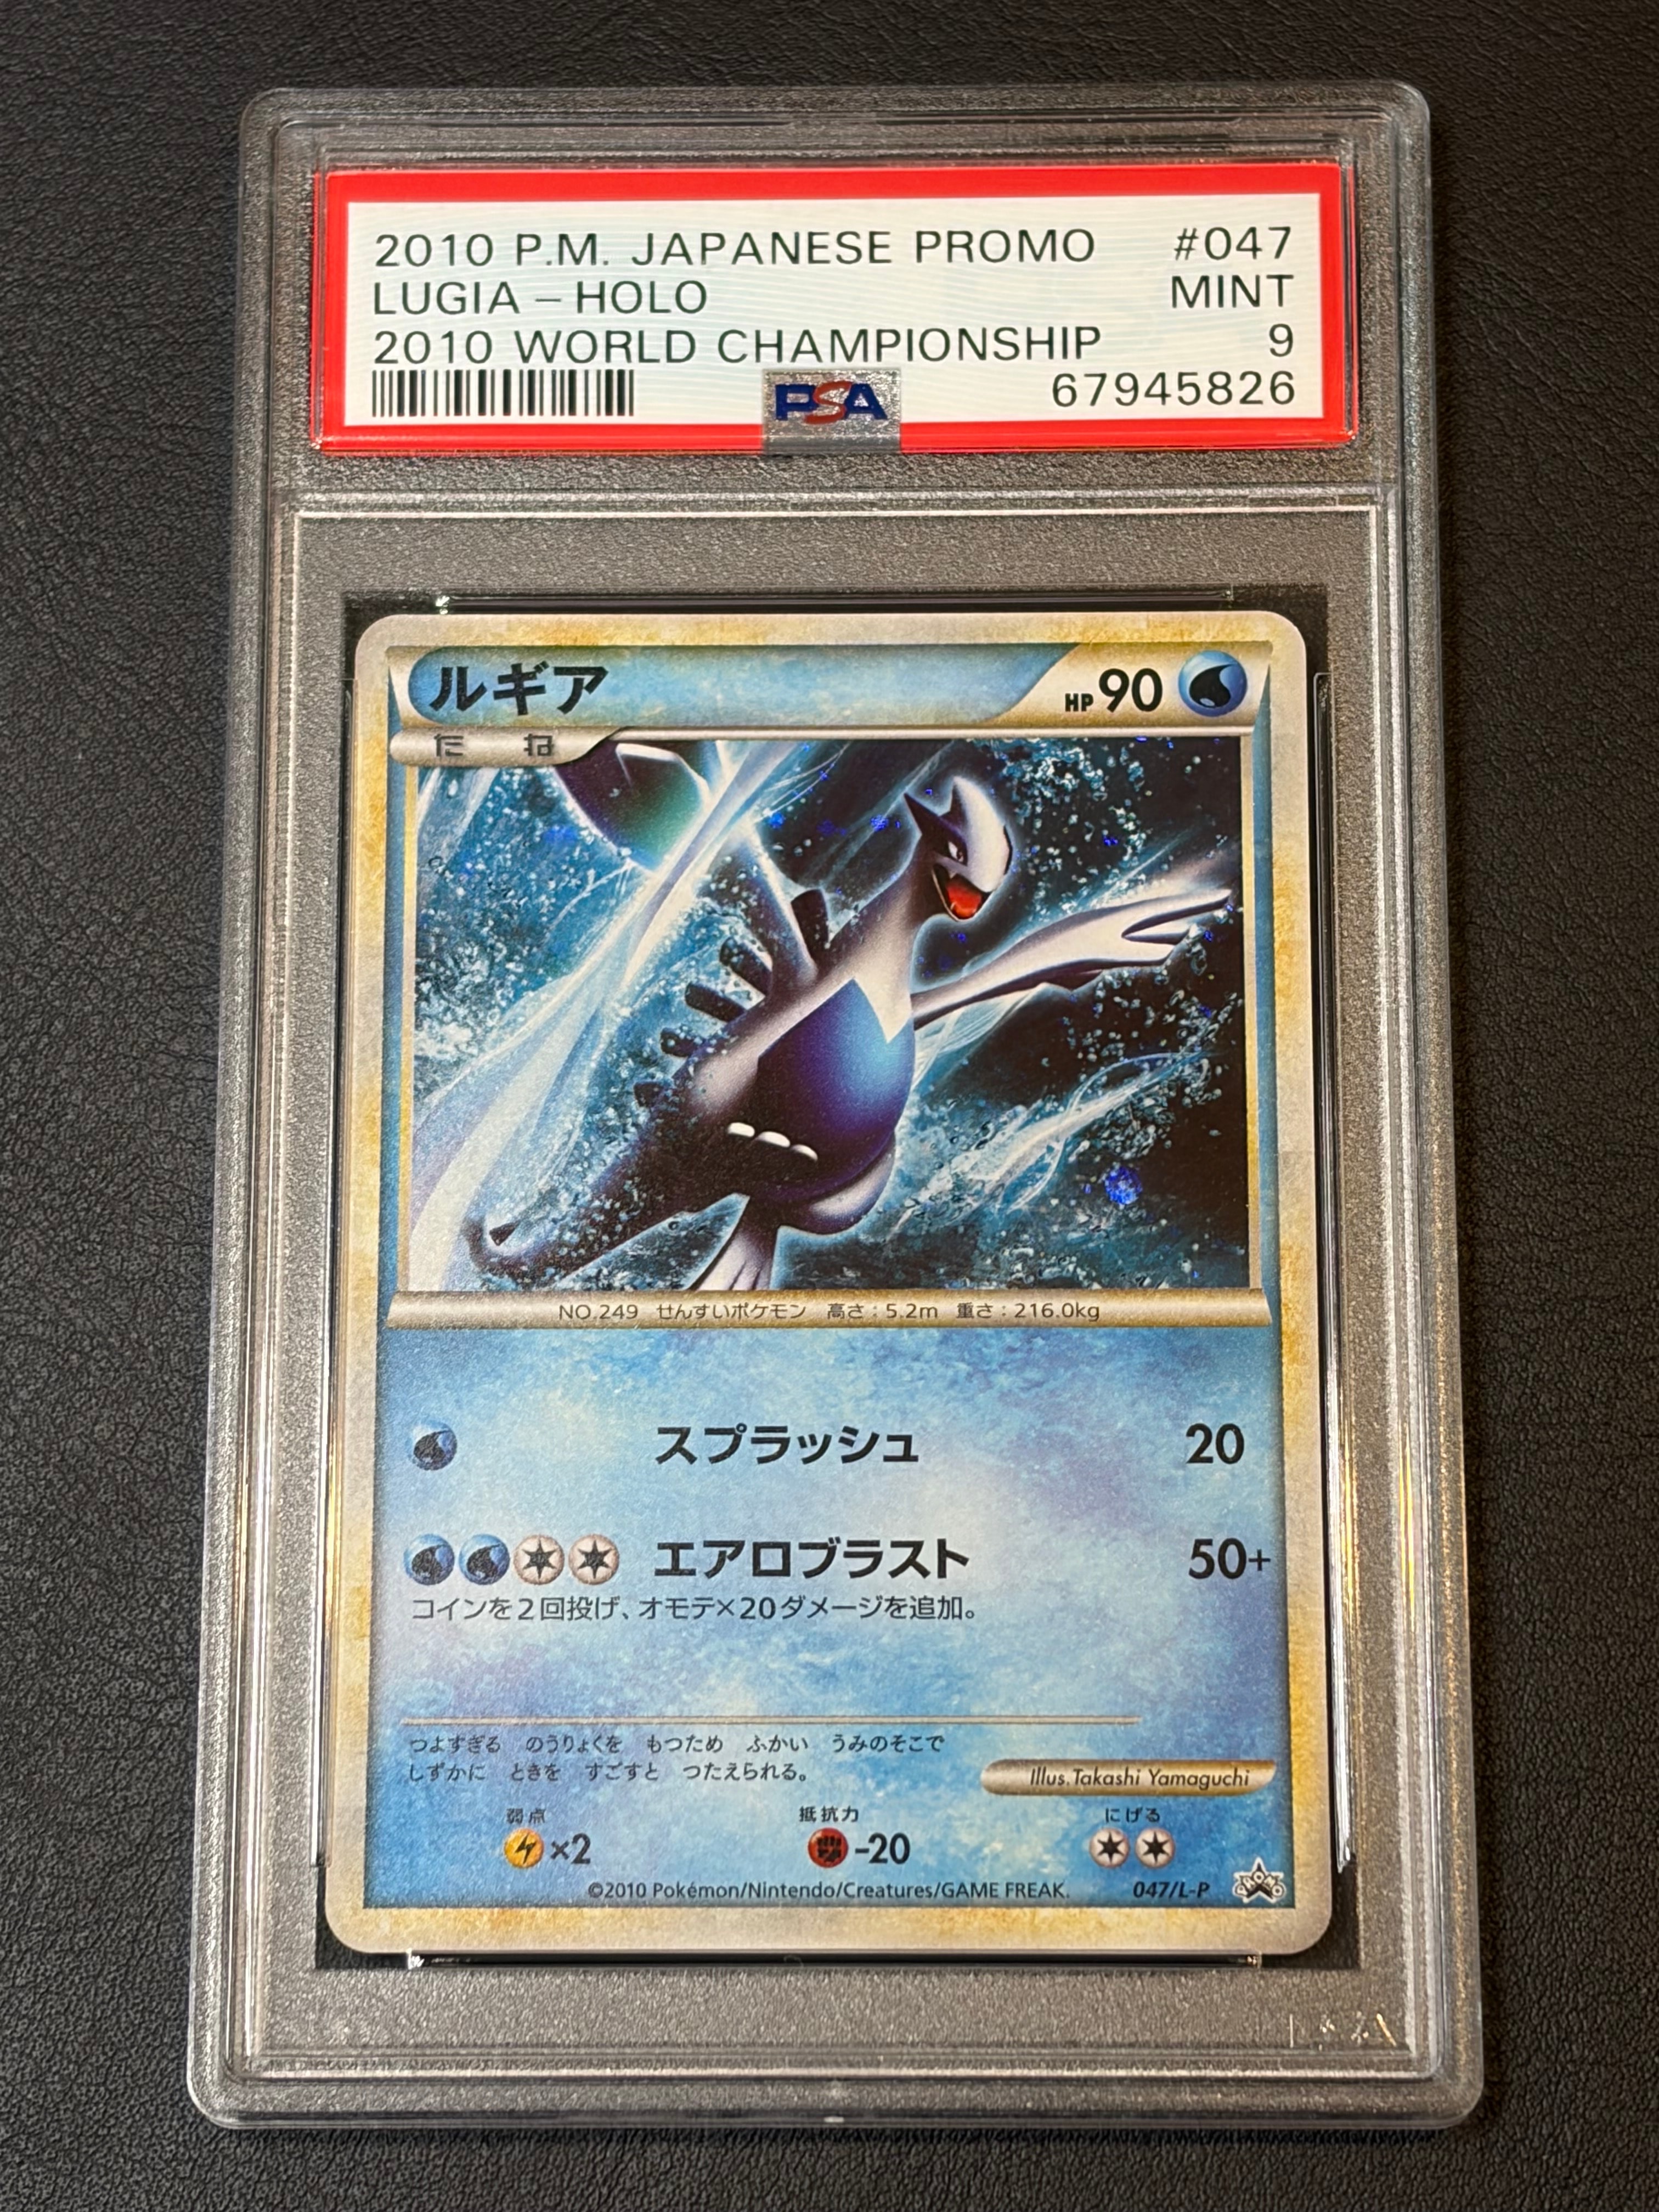 2010 P.M. JAPANESE PROMO #047
LUGIA – HOLO MINT
2010 WORLD CHAMPIONSHIP 9
PSA 67945826
ルギア HP 90
たね
NO.249 せんすいポケモン 高さ：5.2m 重さ：216.0kg
スプラッシュ 20
エアロブラスト 50+
コインを2回投げ、オモテ×20ダメージを追加。
つよすぎる のうりょくを もつため ふかい うみのそこで
しずかに ときを すごすと つたえられる。
Illus. Takashi Yamaguchi
弱点 抵抗力 にげる
×2 -20
©2010 Pokémon/Nintendo/Creatures/GAME FREAK. 047/L-P PROMO